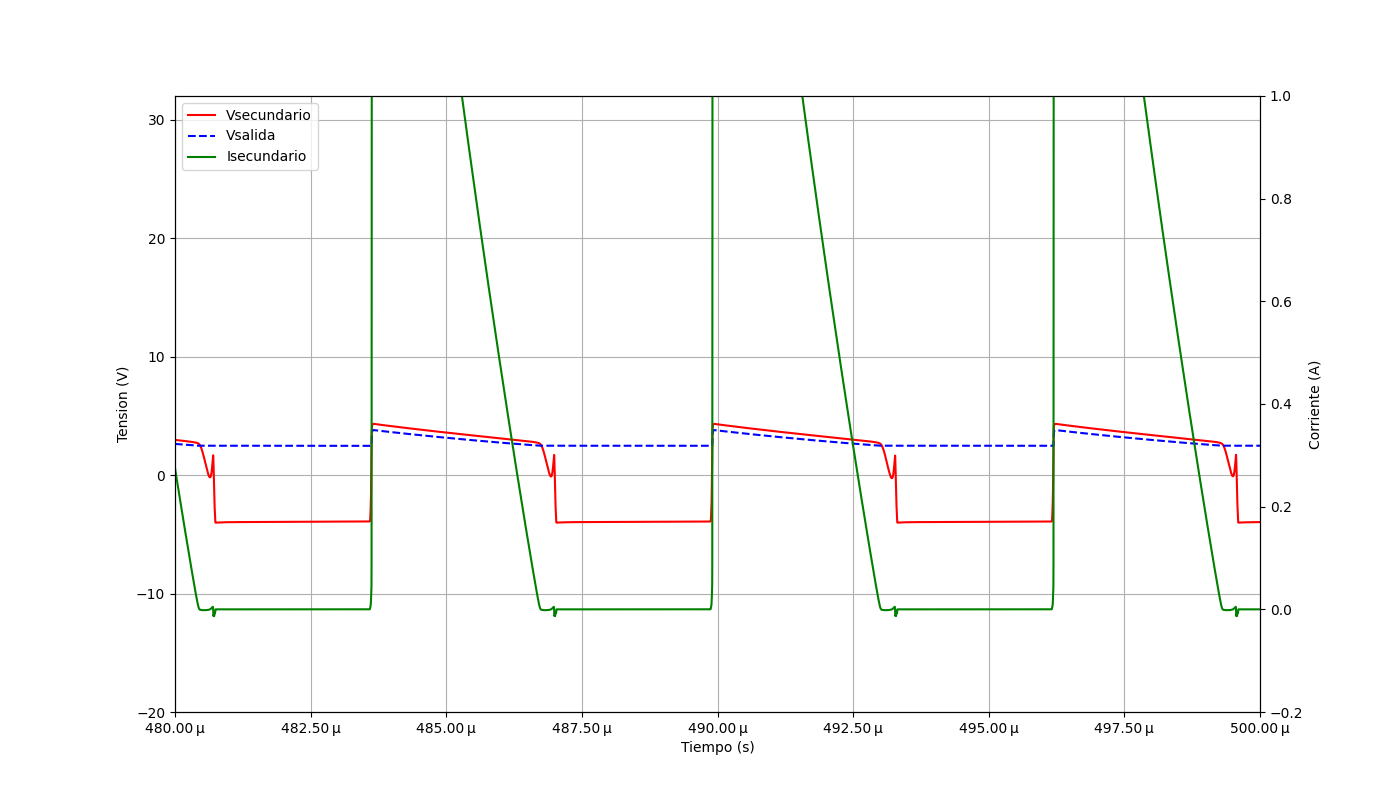 Vsecundario
Vsalida
Isecundario
30
20
10
0
−10
−20
Tension (V)
1.0
0.8
0.6
0.4
0.2
0.0
−0.2
Corriente (A)
480.00 µ 482.50 µ 485.00 µ 487.50 µ 490.00 µ 492.50 µ 495.00 µ 497.50 µ 500.00 µ
Tiempo (s)